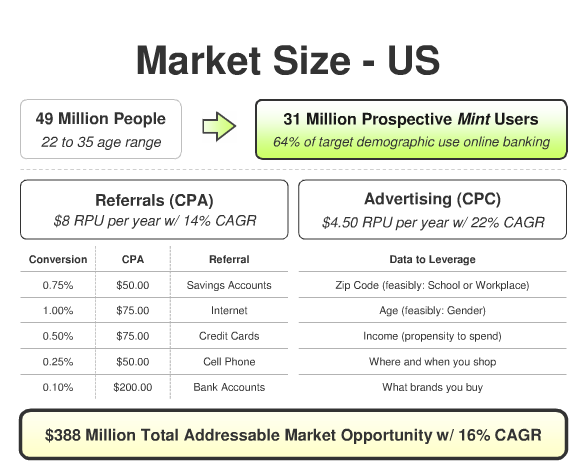 Market Size - US
49 Million People
22 to 35 age range
31 Million Prospective Mint Users
64% of target demographic use online banking
Referrals (CPA)
$8 RPU per year w/ 14% CAGR
Advertising (CPC)
$4.50 RPU per year w/ 22% CAGR
Conversion CPA Referral
0.75% $50.00 Savings Accounts
1.00% $75.00 Internet
0.50% $75.00 Credit Cards
0.25% $50.00 Cell Phone
0.10% $200.00 Bank Accounts
Data to Leverage
Zip Code (feasibly: School or Workplace)
Age (feasibly: Gender)
Income (propensity to spend)
Where and when you shop
What brands you buy
$388 Million Total Addressable Market Opportunity w/ 16% CAGR